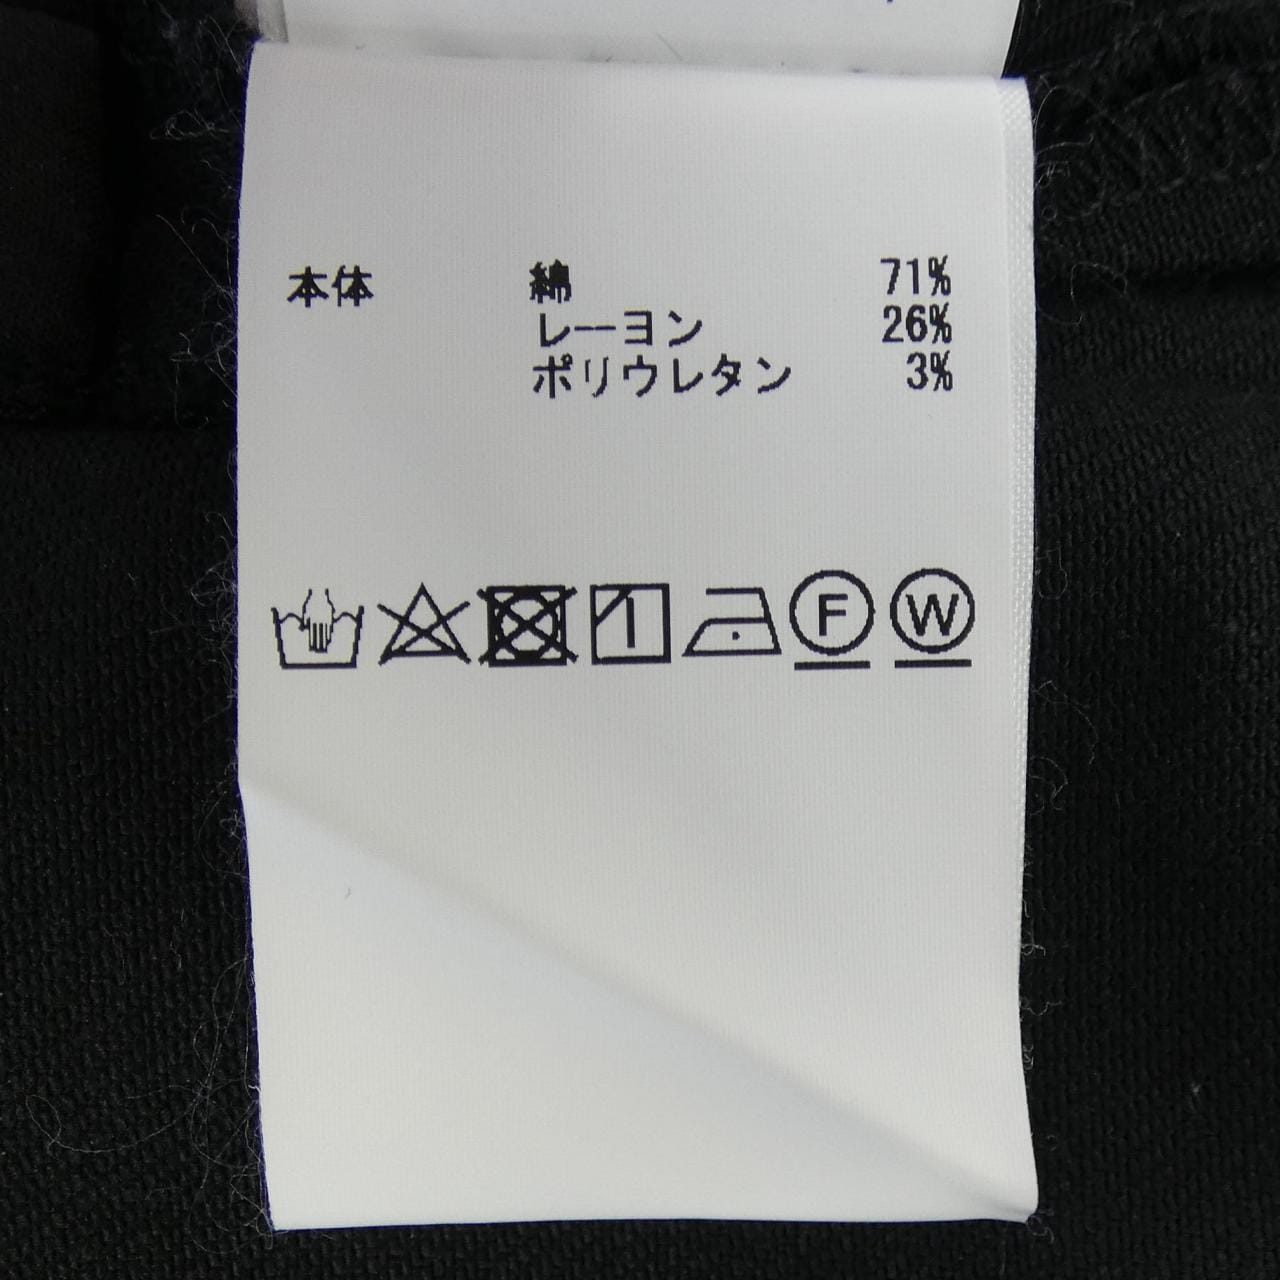 本体 綿 71%
レーヨン 26%
ポリウレタン 3%
F W